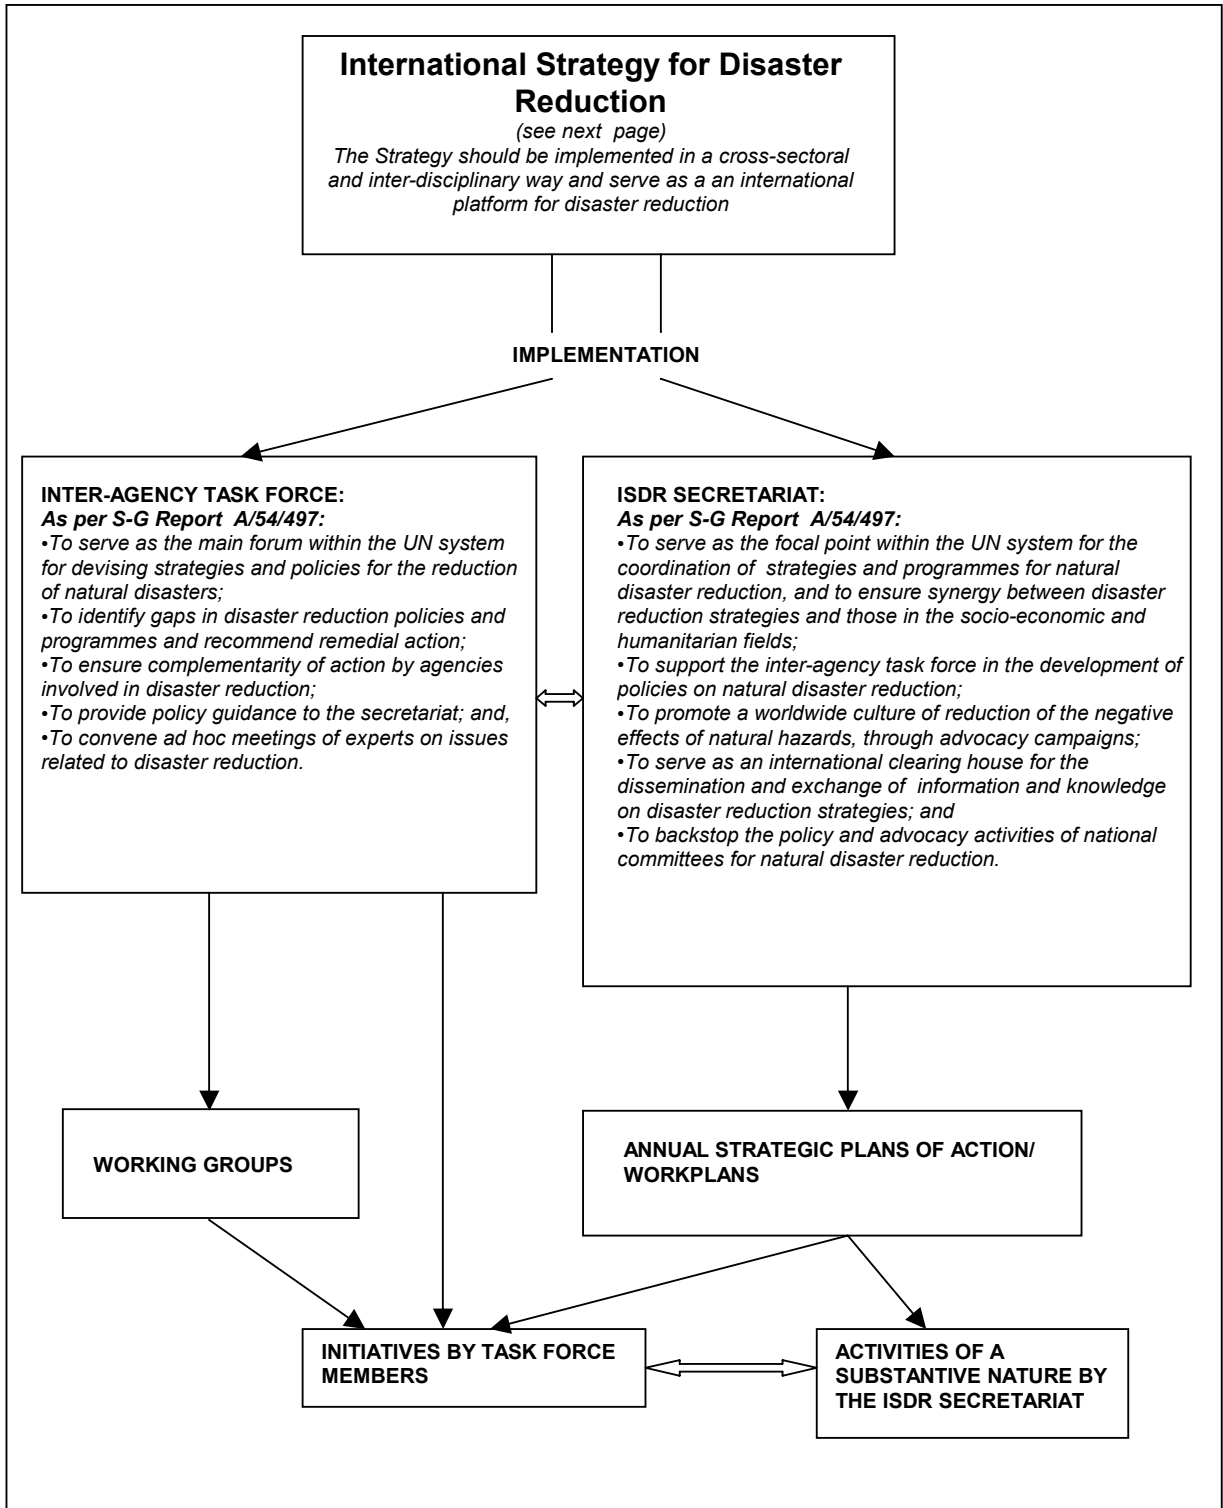 International Strategy for Disaster
Reduction
(see next page)
The Strategy should be implemented in a cross-sectoral
and inter-disciplinary way and serve as a an international
platform for disaster reduction
IMPLEMENTATION
INTER-AGENCY TASK FORCE:
As per S-G Report A/54/497:
•To serve as the main forum within the UN system
for devising strategies and policies for the reduction
of natural disasters;
•To identify gaps in disaster reduction policies and
programmes and recommend remedial action;
•To ensure complementarity of action by agencies
involved in disaster reduction;
•To provide policy guidance to the secretariat; and,
•To convene ad hoc meetings of experts on issues
related to disaster reduction.
ISDR SECRETARIAT:
As per S-G Report A/54/497:
•To serve as the focal point within the UN system for the
coordination of strategies and programmes for natural
disaster reduction, and to ensure synergy between disaster
reduction strategies and those in the socio-economic and
humanitarian fields;
•To support the inter-agency task force in the development of
policies on natural disaster reduction;
•To promote a worldwide culture of reduction of the negative
effects of natural hazards, through advocacy campaigns;
•To serve as an international clearing house for the
dissemination and exchange of information and knowledge
on disaster reduction strategies; and
•To backstop the policy and advocacy activities of national
committees for natural disaster reduction.
WORKING GROUPS
ANNUAL STRATEGIC PLANS OF ACTION/
WORKPLANS
INITIATIVES BY TASK FORCE
MEMBERS
ACTIVITIES OF A
SUBSTANTIVE NATURE BY
THE ISDR SECRETARIAT